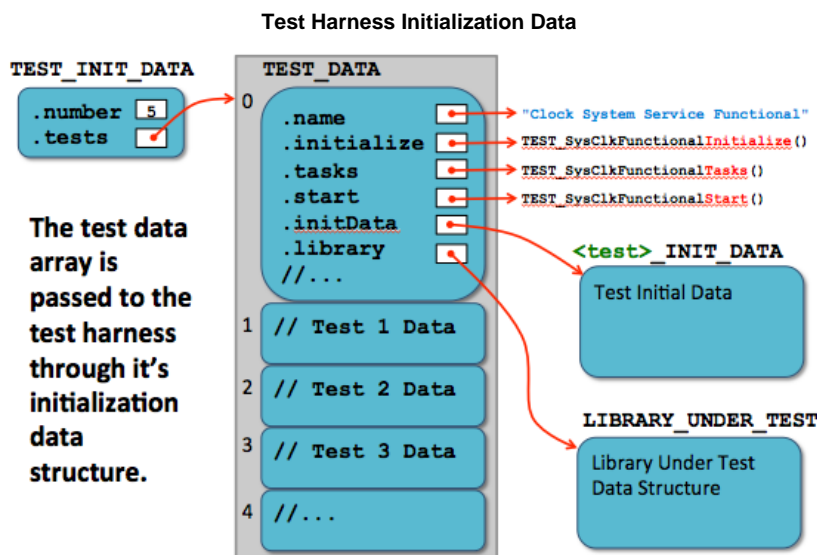 Test Harness Initialization Data
TEST_INIT_DATA
.number 5
.tests
The test data
array is
passed to the
test harness
through it's
initialization
data
structure.
TEST_DATA
0
.name
.initialize
.tasks
.start
.initData
.library
//...
1 // Test 1 Data
2 // Test 2 Data
3 // Test 3 Data
4 //...
"Clock System Service Functional"
TEST_SysClkFunctionalInitialize()
TEST_SysClkFunctionalTasks()
TEST_SysClkFunctionalStart()
<test>_INIT_DATA
Test Initial Data
LIBRARY_UNDER_TEST
Library Under Test
Data Structure